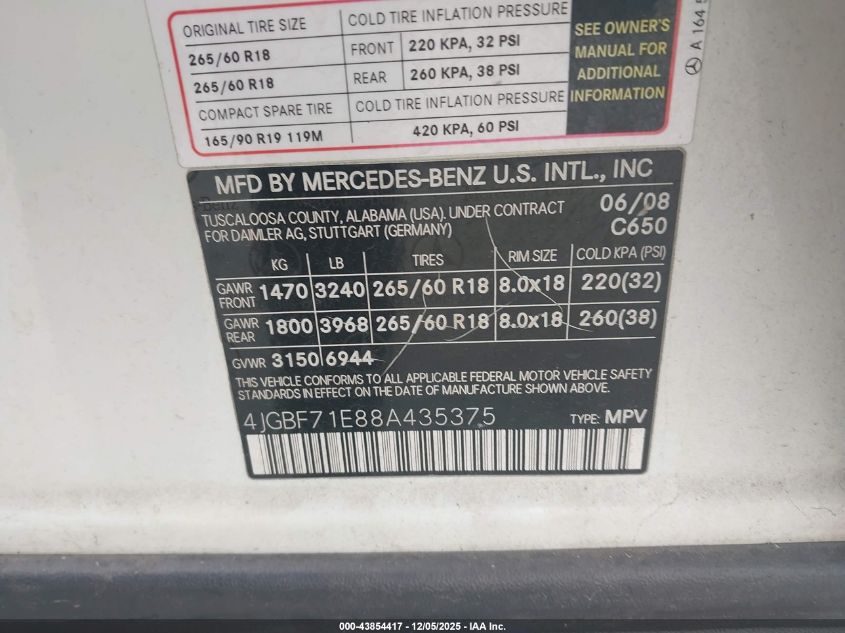 ORIGINAL TIRE SIZE COLD TIRE INFLATION PRESSURE
265/60 R18 FRONT 220 KPA, 32 PSI
265/60 R18 REAR 260 KPA, 38 PSI
COMPACT SPARE TIRE COLD TIRE INFLATION PRESSURE
165/90 R19 119M 420 KPA, 60 PSI
SEE OWNER'S
MANUAL FOR
ADDITIONAL
INFORMATION
A 164 5
MFD BY MERCEDES-BENZ U.S. INTL., INC
TUSCALOOSA COUNTY, ALABAMA (USA). UNDER CONTRACT 06/08
FOR DAIMLER AG, STUTTGART (GERMANY) C650
KG LB TIRES RIM SIZE COLD KPA (PSI)
GAWR FRONT 1470 3240 265/60 R18 8.0x18 220(32)
GAWR REAR 1800 3968 265/60 R18 8.0x18 260(38)
GVWR 3150 6944
THIS VEHICLE CONFORMS TO ALL APPLICABLE FEDERAL MOTOR VEHICLE SAFETY
STANDARDS IN EFFECT ON THE DATE OF MANUFACTURE SHOWN ABOVE.
4JGBF71E88A435375 TYPE: MPV
000-43854417 - 12/05/2025 - IAA Inc.